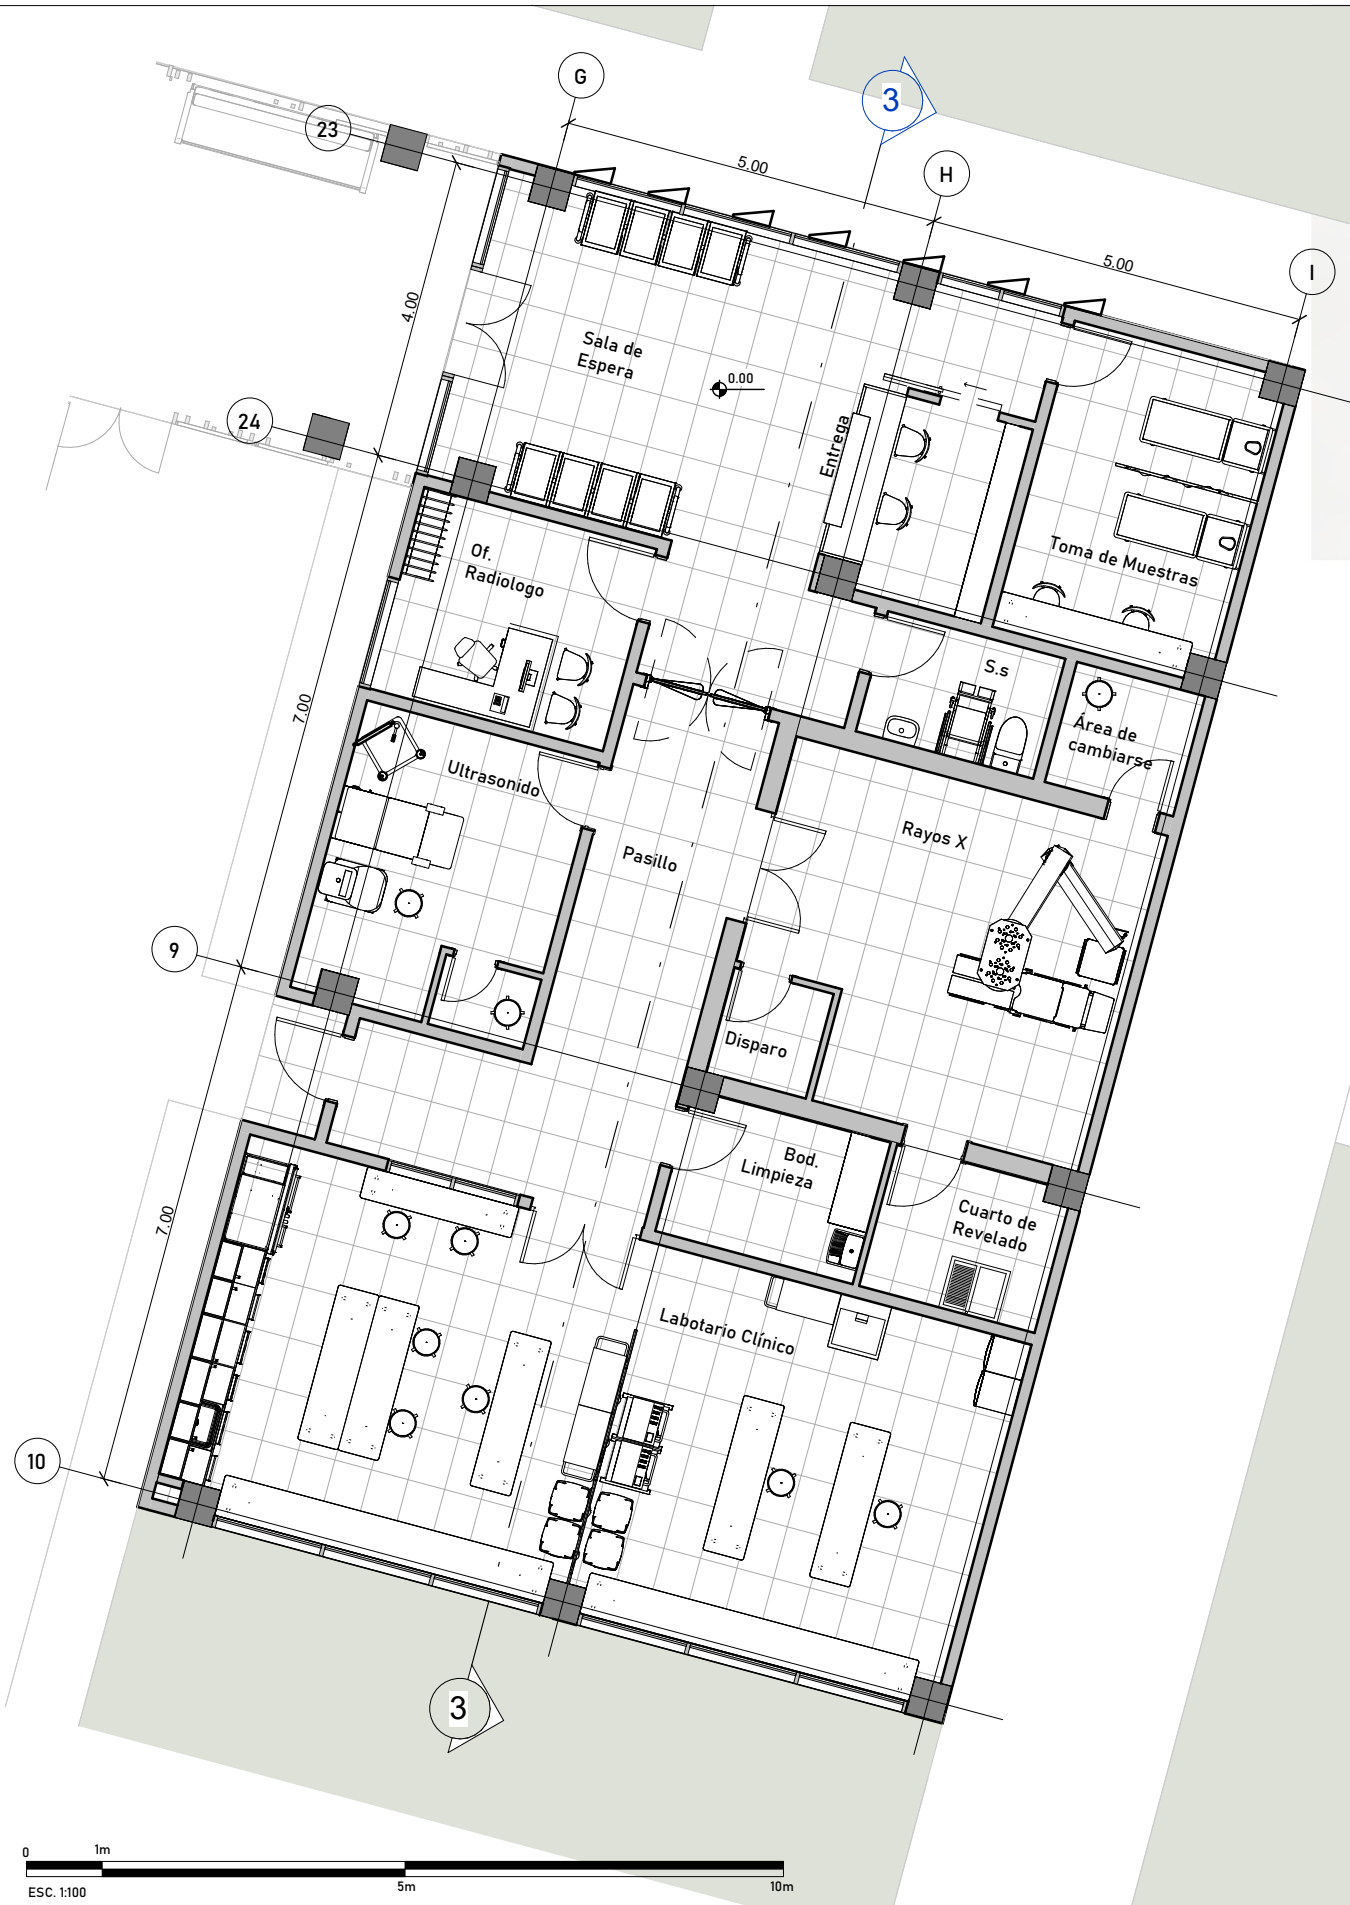 G
23
3
5.00
H
5.00
I
4.00
Sala de
Espera
0.00
24
Entrega
Of.
Radiologo
Toma de Muestras
S.s
7.00
Área de
cambiarse
Ultrasonido
Rayos X
Pasillo
9
Disparo
Bod.
Limpieza
7.00
Cuarto de
Revelado
Labotario Clínico
10
3
0
1m
5m
10m
ESC. 1:100